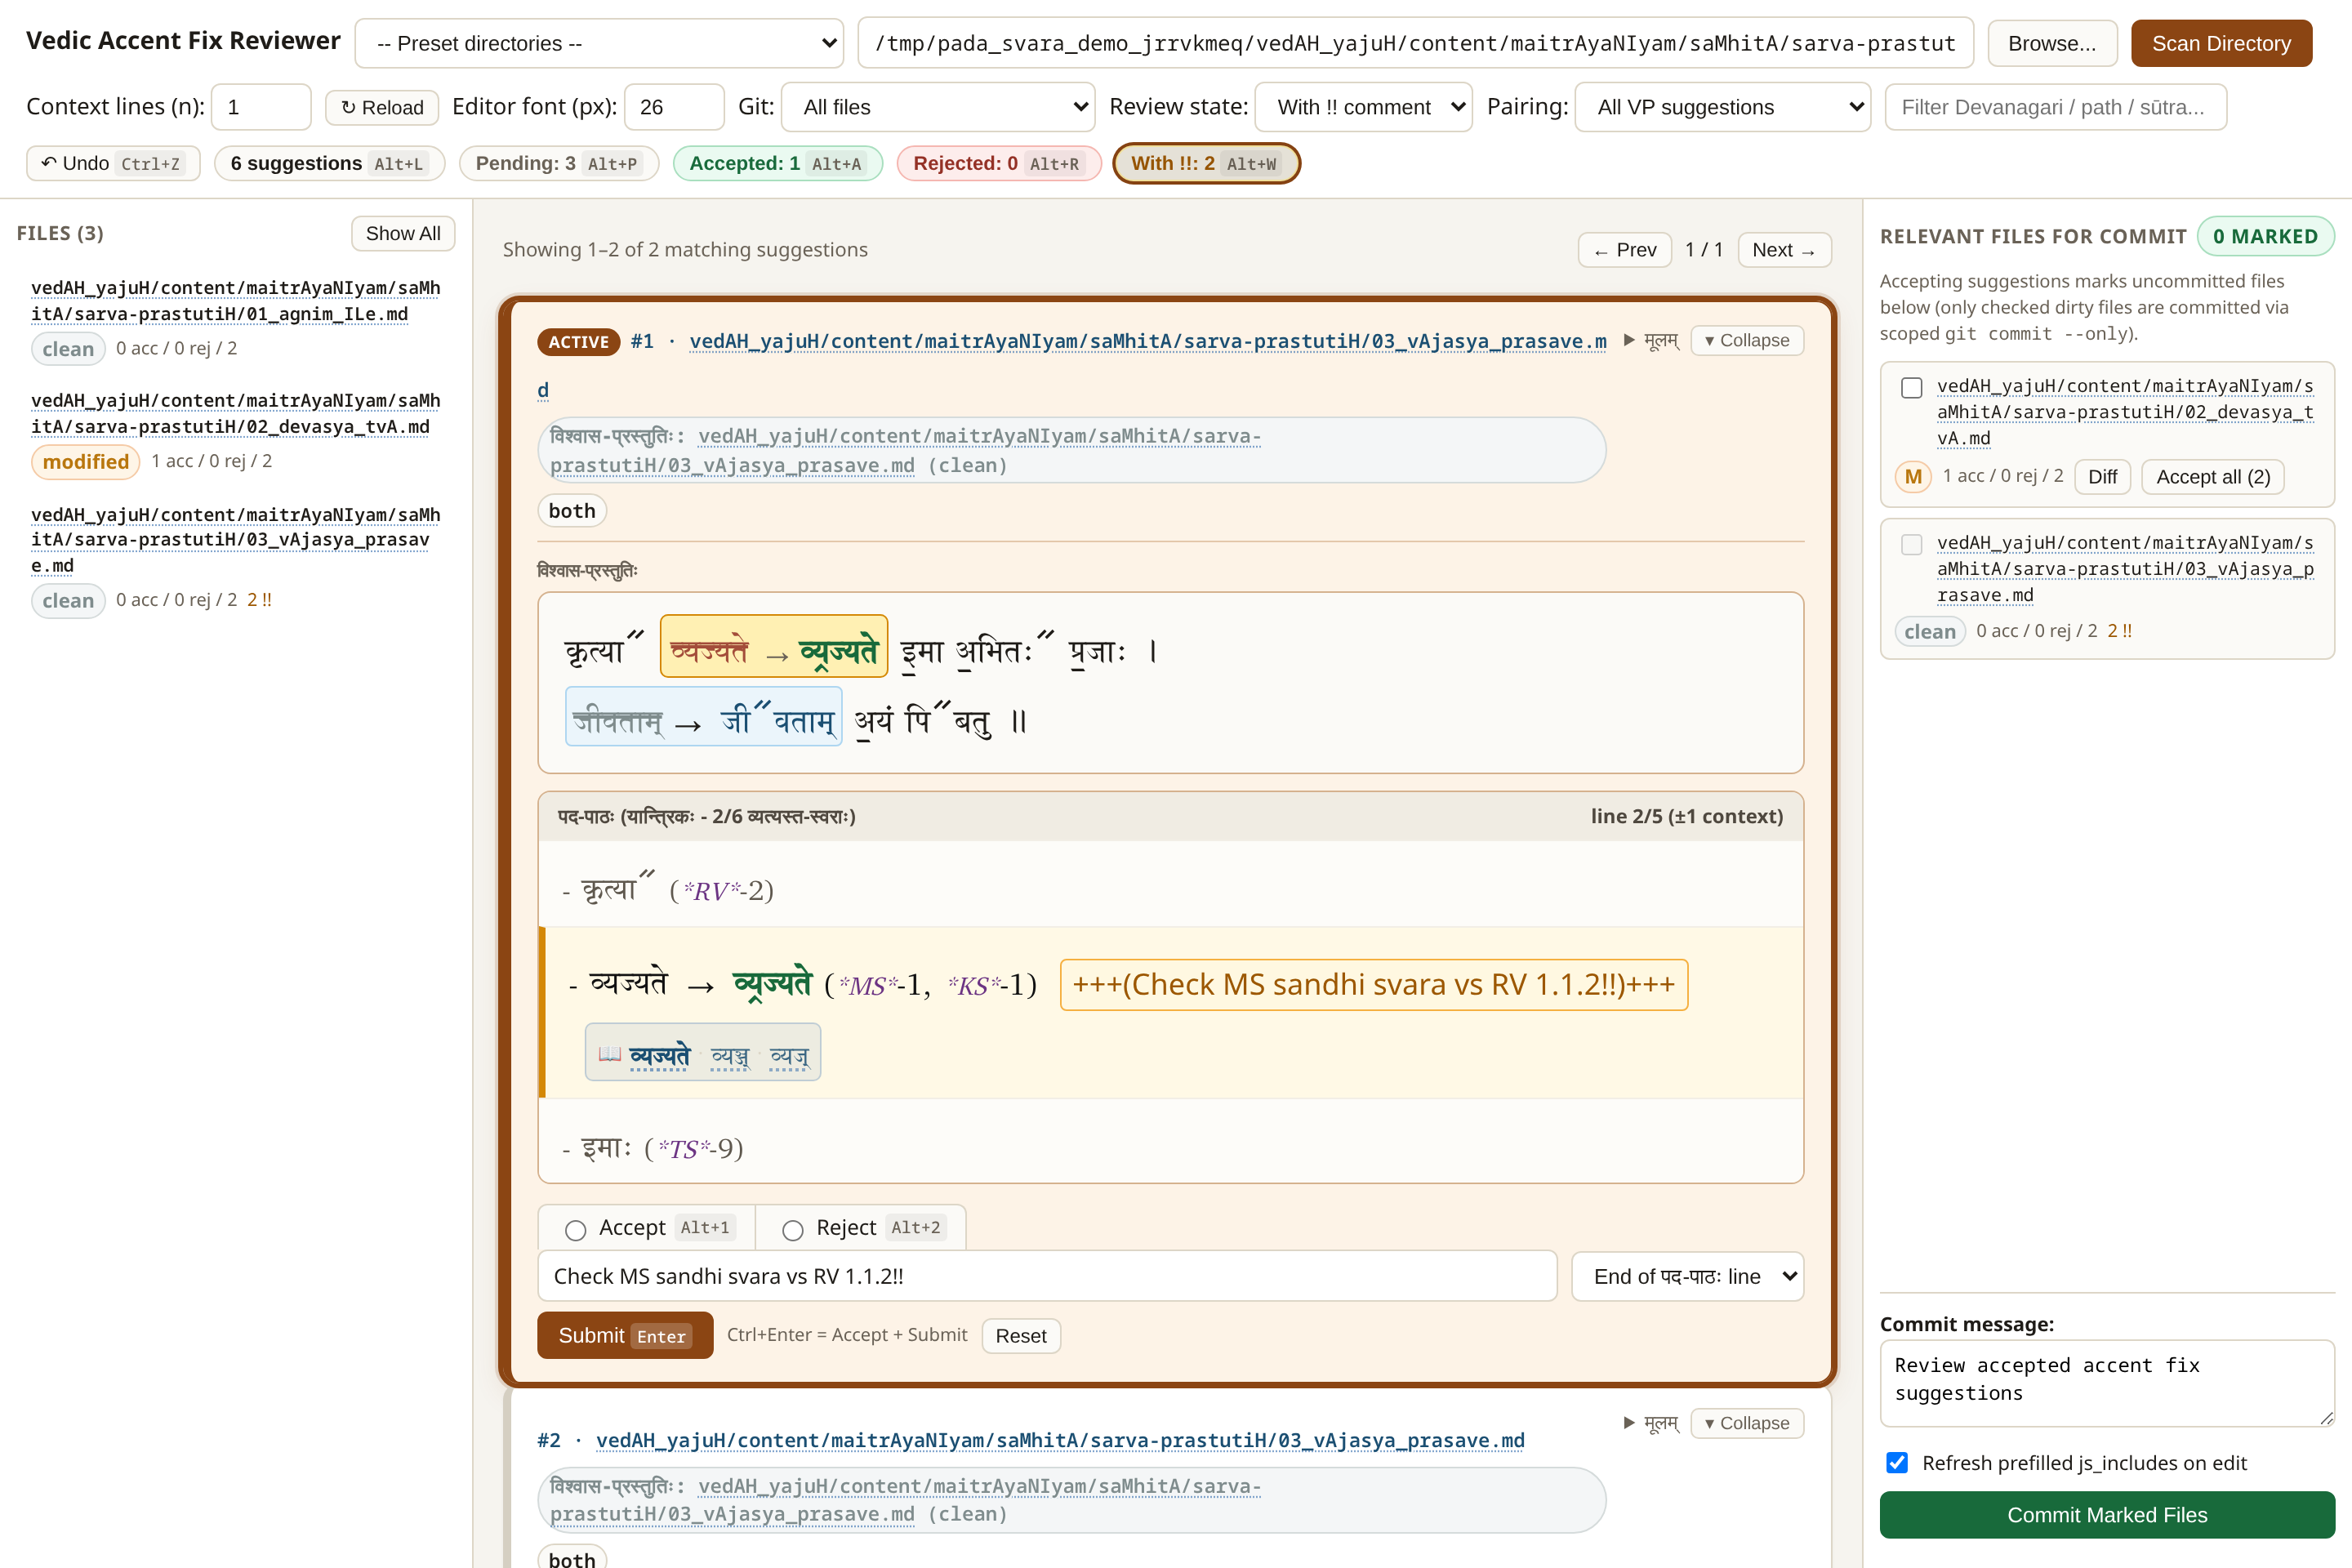 Vedic Accent Fix Reviewer -- Preset directories -- /tmp/pada_svara_demo_jrrvkmeq/vedAH_yajuH/content/maitrAyaNIyam/saMhitA/sarva-prastut Browse... Scan Directory
Context lines (n): 1 ↻ Reload Editor font (px): 26 Git: All files Review state: With !! comment Pairing: All VP suggestions Filter Devanagari / path / sūtra...
↶ Undo Ctrl+Z 6 suggestions Alt+L Pending: 3 Alt+P Accepted: 1 Alt+A Rejected: 0 Alt+R With !!: 2 Alt+W
FILES (3) Show All
vedAH_yajuH/content/maitrAyaNIyam/saMh
itA/sarva-prastutiH/01_agnim_ILe.md
clean 0 acc / 0 rej / 2
vedAH_yajuH/content/maitrAyaNIyam/saMh
itA/sarva-prastutiH/02_devasya_tvA.md
modified 1 acc / 0 rej / 2
vedAH_yajuH/content/maitrAyaNIyam/saMh
itA/sarva-prastutiH/03_vAjasya_prasav
e.md
clean 0 acc / 0 rej / 2 2 !!
Showing 1–2 of 2 matching suggestions ← Prev 1 / 1 Next →
ACTIVE #1 · vedAH_yajuH/content/maitrAyaNIyam/saMhitA/sarva-prastutiH/03_vAjasya_prasave.m ▶ मूलम् ▾ Collapse
d
विश्वास-प्रस्तुतिः: vedAH_yajuH/content/maitrAyaNIyam/saMhitA/sarva-
prastutiH/03_vAjasya_prasave.md (clean)
both
विश्वास-प्रस्तुतिः
कृत्या᳚ व्यज्यते → व्य॒ज्यते इ॒मा अ॒भितः᳚ प्र॒जाः ।
जीवताम् → जी᳚वताम् अ॒यं पि᳚बतु ॥
पद-पाठः (यान्त्रिकः - 2/6 व्यत्यस्त-स्वराः) line 2/5 (±1 context)
- कृत्या᳚ (*RV*-2)
- व्यज्यते → व्य॒ज्यते (*MS*-1, *KS*-1) +++(Check MS sandhi svara vs RV 1.1.2!!)+++
📖 व्यज्यते · व्यञ्ज् · व्यज्
- इमाः (*TS*-9)
Accept Alt+1 Reject Alt+2
Check MS sandhi svara vs RV 1.1.2!! End of पद-पाठः line
Submit Enter Ctrl+Enter = Accept + Submit Reset
#2 · vedAH_yajuH/content/maitrAyaNIyam/saMhitA/sarva-prastutiH/03_vAjasya_prasave.md ▶ मूलम् ▾ Collapse
विश्वास-प्रस्तुतिः: vedAH_yajuH/content/maitrAyaNIyam/saMhitA/sarva-
prastutiH/03_vAjasya_prasave.md (clean)
both
RELEVANT FILES FOR COMMIT 0 MARKED
Accepting suggestions marks uncommitted files
below (only checked dirty files are committed via
scoped git commit --only).
vedAH_yajuH/content/maitrAyaNIyam/s
aMhitA/sarva-prastutiH/02_devasya_t
vA.md
M 1 acc / 0 rej / 2 Diff Accept all (2)
vedAH_yajuH/content/maitrAyaNIyam/s
aMhitA/sarva-prastutiH/03_vAjasya_p
rasave.md
clean 0 acc / 0 rej / 2 2 !!
Commit message:
Review accepted accent fix
suggestions
Refresh prefilled js_includes on edit
Commit Marked Files